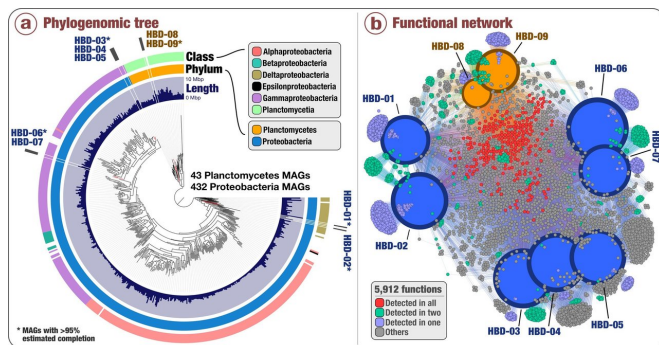 a Phylogenomic tree
HBD-03*
HBD-04
HBD-05
HBD-08
HBD-09*
Class
Phylum
10 Mbp
Length
0 Mbp
Alphaproteobacteria
Betaproteobacteria
Deltaproteobacteria
Epsilonproteobacteria
Gammaproteobacteria
Planctomycetia
Planctomycetes
Proteobacteria
HBD-06*
HBD-07
43 Planctomycetes MAGs
432 Proteobacteria MAGs
HBD-01*
HBD-02*
* MAGs with >95%
estimated completion
b Functional network
HBD-09
HBD-08
HBD-06
HBD-01
HBD-07
HBD-02
5,912 functions
Detected in all
Detected in two
Detected in one
Others
HBD-03
HBD-04
HBD-05